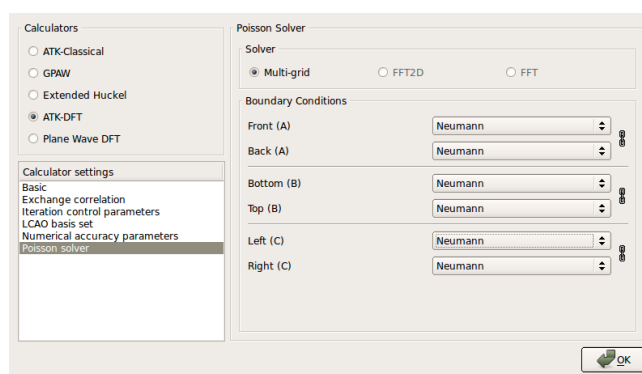 Calculators
ATK-Classical
GPAW
Extended Huckel
ATK-DFT
Plane Wave DFT
Calculator settings
Basic
Exchange correlation
Iteration control parameters
LCAO basis set
Numerical accuracy parameters
Poisson solver
Poisson Solver
Solver
Multi-grid FFT2D FFT
Boundary Conditions
Front (A) Neumann
Back (A) Neumann
Bottom (B) Neumann
Top (B) Neumann
Left (C) Neumann
Right (C) Neumann
OK